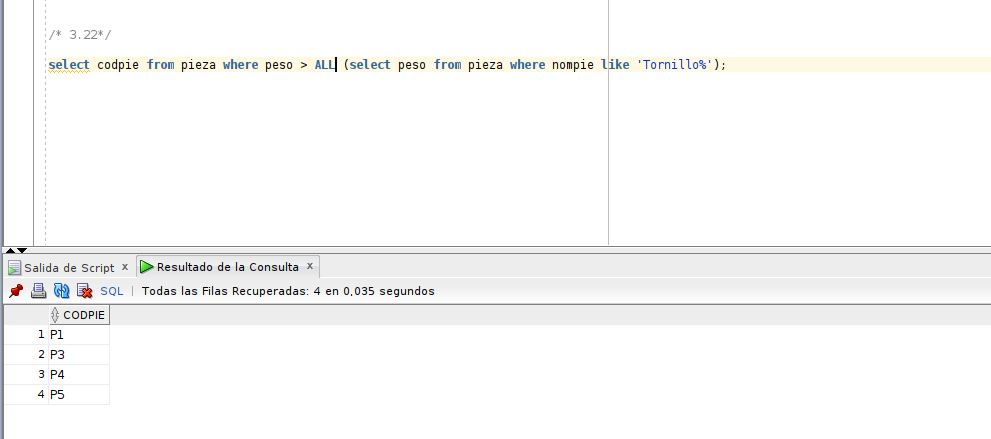 /* 3.22*/
select codpie from pieza where peso > ALL (select peso from pieza where nompie like 'Tornillo%');
Salida de Script x
Resultado de la Consulta x
SQL | Todas las Filas Recuperadas: 4 en 0,035 segundos
CODPIE
1 P1
2 P3
3 P4
4 P5